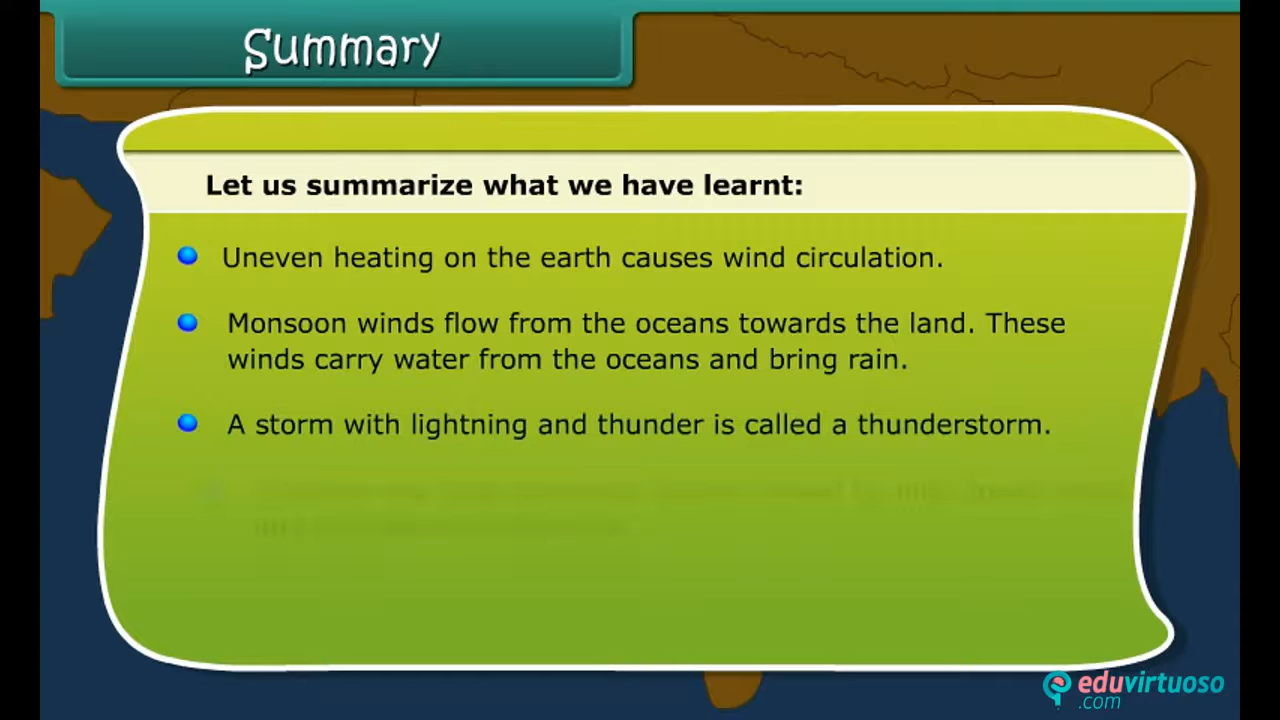 Summary
Let us summarize what we have learnt:
Uneven heating on the earth causes wind circulation.
Monsoon winds flow from the oceans towards the land. These
winds carry water from the oceans and bring rain.
A storm with lightning and thunder is called a thunderstorm.
eduvirtuoso
.com